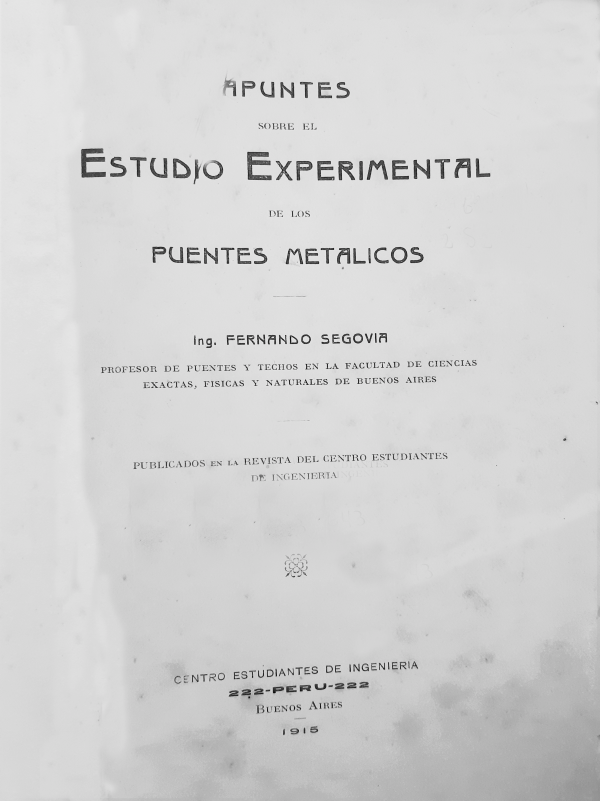 APUNTES
SOBRE EL
ESTUDIO EXPERIMENTAL
DE LOS
PUENTES METALICOS
Ing. FERNANDO SEGOVIA
PROFESOR DE PUENTES Y TECHOS EN LA FACULTAD DE CIENCIAS
EXACTAS, FISICAS Y NATURALES DE BUENOS AIRES
PUBLICADOS EN LA REVISTA DEL CENTRO ESTUDIANTES
DE INGENIERIA
CENTRO ESTUDIANTES DE INGENIERIA
222-PERU-222
BUENOS AIRES
1915